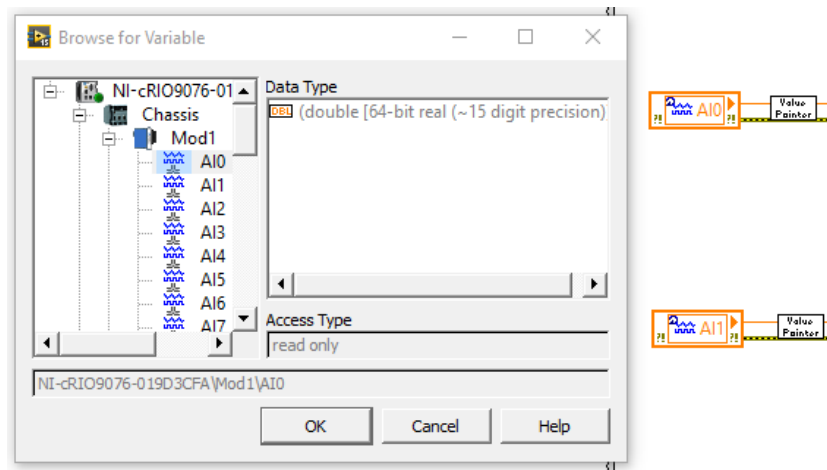 Browse for Variable
NI-cRIO9076-01
Chassis
Mod1
AI0
AI1
AI2
AI3
AI4
AI5
AI6
AI7
Data Type
DBL (double [64-bit real (~15 digit precision)
Access Type
read only
NI-cRIO9076-019D3CFA\Mod1\AI0
OK Cancel Help
AI0
Value
Pointer
AI1
Value
Pointer